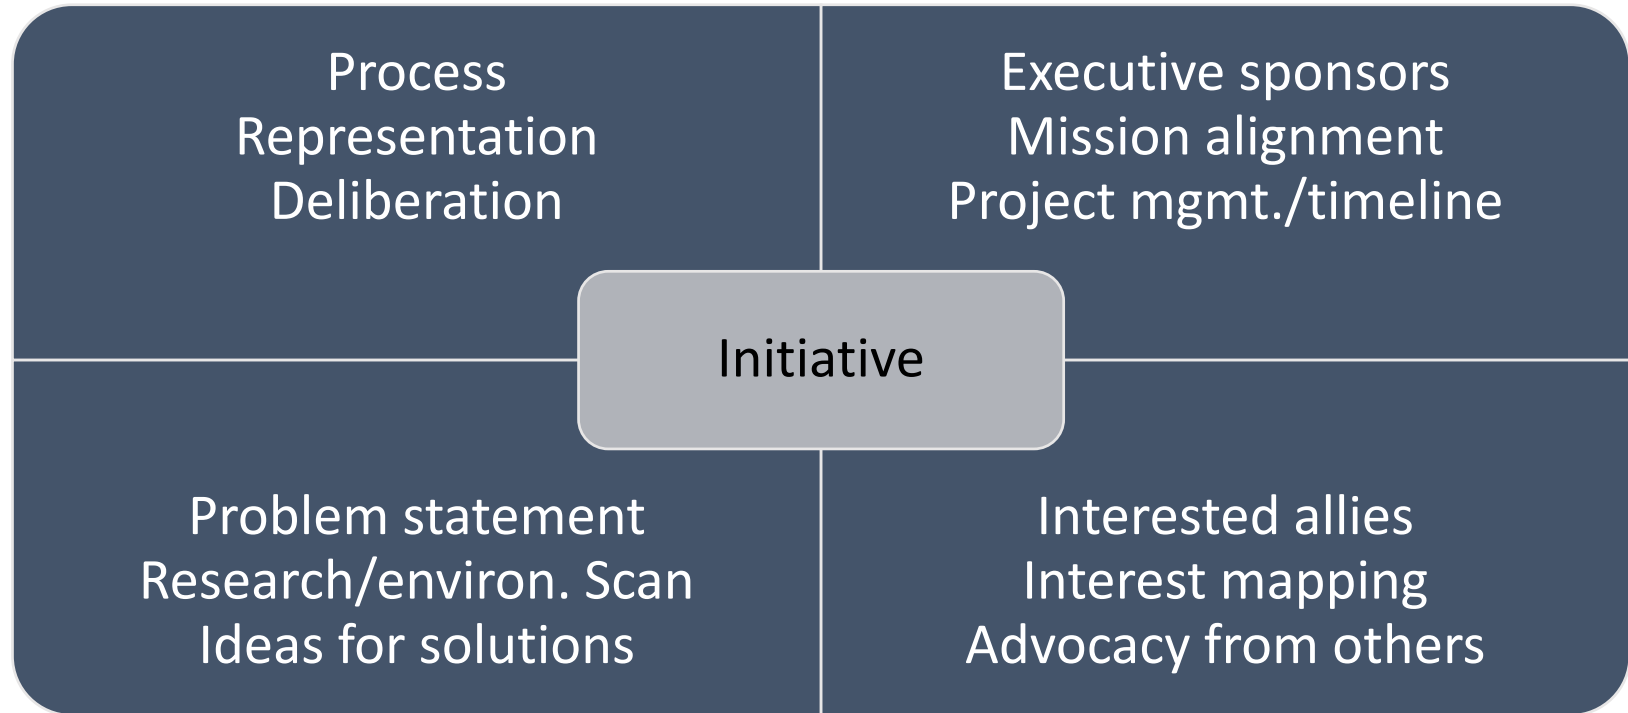 Process
Representation
Deliberation
Executive sponsors
Mission alignment
Project mgmt./timeline
Initiative
Problem statement
Research/environ. Scan
Ideas for solutions
Interested allies
Interest mapping
Advocacy from others